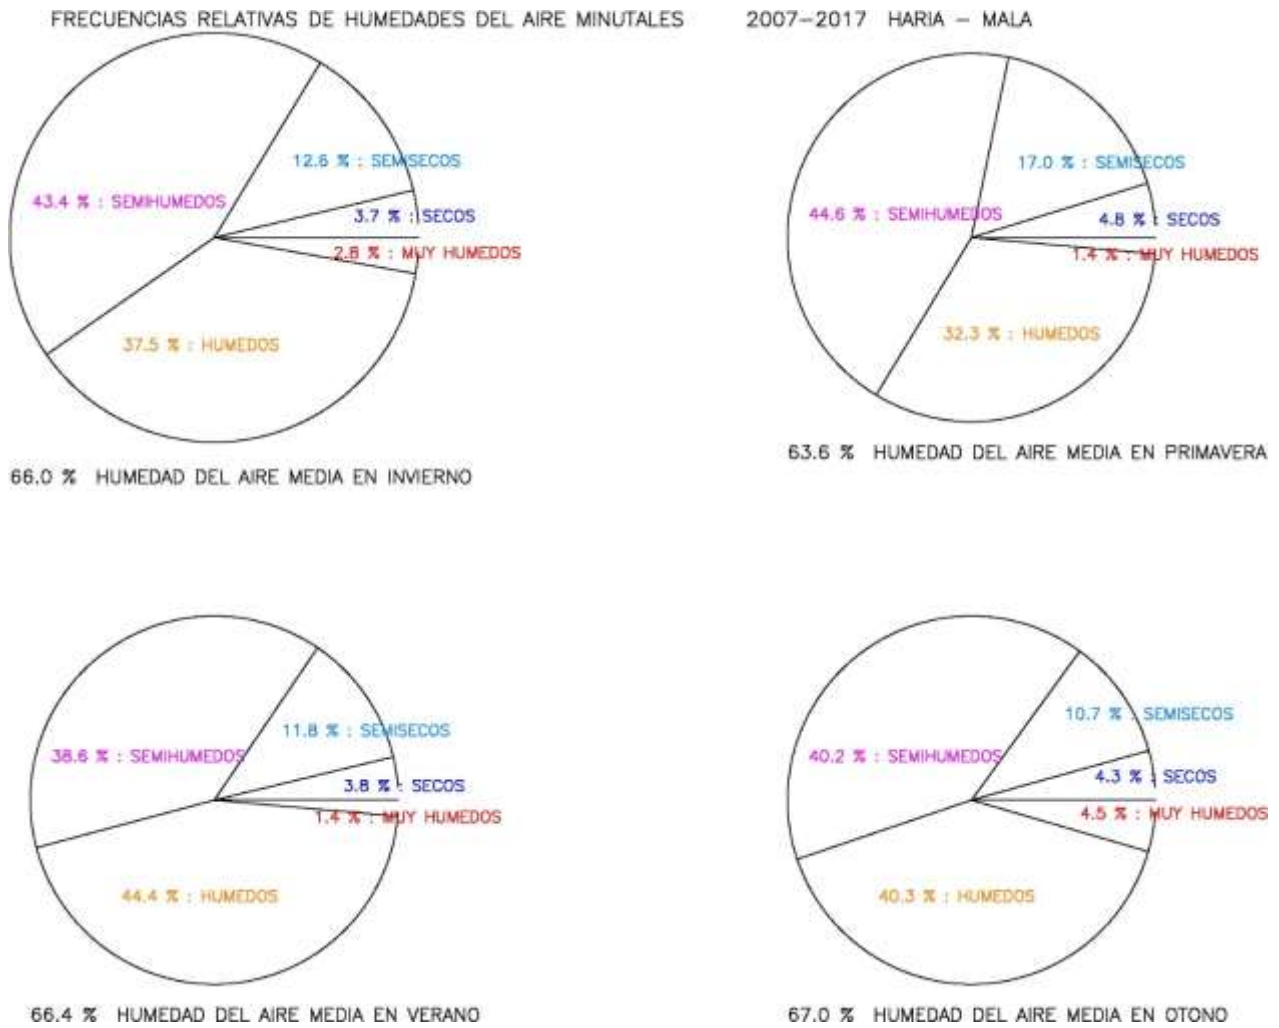 FRECUENCIAS RELATIVAS DE HUMEDADES DEL AIRE MINUTALES 2007-2017 HARIA - MALA
12.6 % : SEMISECOS
43.4 % : SEMIHUMEDOS
3.7 % : SECOS
2.8 % : MUY HUMEDOS
37.5 % : HUMEDOS
66.0 % HUMEDAD DEL AIRE MEDIA EN INVIERNO
17.0 % : SEMISECOS
44.6 % : SEMIHUMEDOS
4.8 % : SECOS
1.4 % : MUY HUMEDOS
32.3 % : HUMEDOS
63.6 % HUMEDAD DEL AIRE MEDIA EN PRIMAVERA
11.8 % : SEMISECOS
38.6 % : SEMIHUMEDOS
3.8 % : SECOS
1.4 % : MUY HUMEDOS
44.4 % : HUMEDOS
66.4 % HUMEDAD DEL AIRE MEDIA EN VERANO
10.7 % : SEMISECOS
40.2 % : SEMIHUMEDOS
4.3 % : SECOS
4.5 % : MUY HUMEDOS
40.3 % : HUMEDOS
67.0 % HUMEDAD DEL AIRE MEDIA EN OTONO